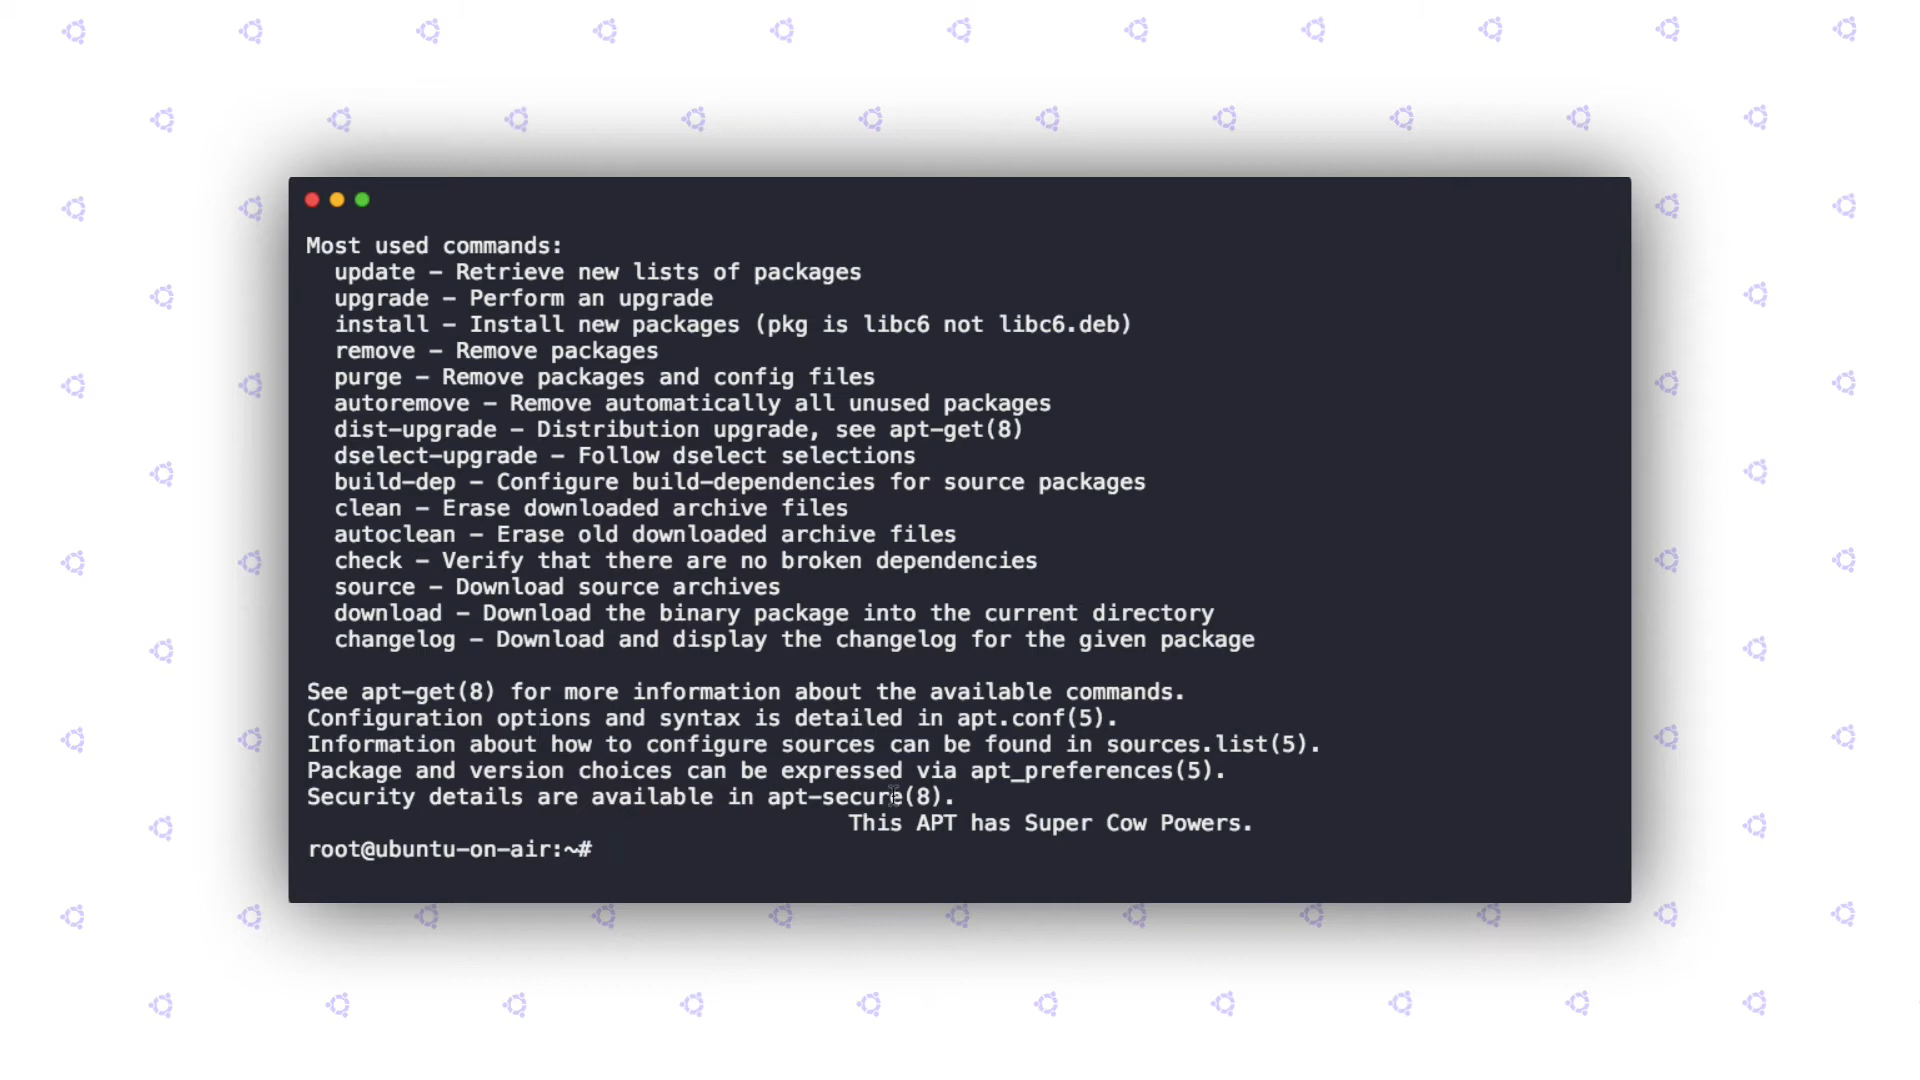 Most used commands:
update – Retrieve new lists of packages
upgrade – Perform an upgrade
install – Install new packages (pkg is libc6 not libc6.deb)
remove – Remove packages
purge – Remove packages and config files
autoremove – Remove automatically all unused packages
dist-upgrade – Distribution upgrade, see apt-get(8)
dselect-upgrade – Follow dselect selections
build-dep – Configure build-dependencies for source packages
clean – Erase downloaded archive files
autoclean – Erase old downloaded archive files
check – Verify that there are no broken dependencies
source – Download source archives
download – Download the binary package into the current directory
changelog – Download and display the changelog for the given package
See apt-get(8) for more information about the available commands.
Configuration options and syntax is detailed in apt.conf(5).
Information about how to configure sources can be found in sources.list(5).
Package and version choices can be expressed via apt_preferences(5).
Security details are available in apt-secure(8).
This APT has Super Cow Powers.
root@ubuntu-on-air:~#